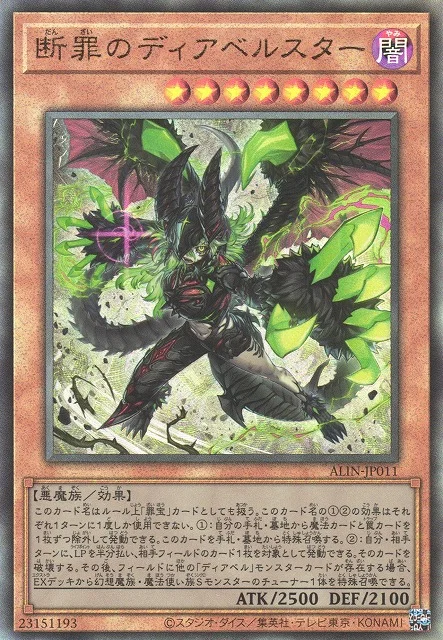 断罪のディアベルスター
闇
ALIN-JP011
【悪魔族／効果】
このカード名はルール上「罪宝」カードとしても扱う。このカード名の①②の効果はそ
れぞれ１ターンに１度しか使用できない。①：自分の手札・墓地から魔法カードと罠カードを
１枚ずつ除外して発動できる。このカードを手札・墓地から特殊召喚する。②：自分・相手
ターンに、LPを半分払い、相手フィールドのカード１枚を対象として発動できる。そのカードを
破壊する。その後、フィールドに他の「ディアベル」モンスターカードが存在する場合、
EXデッキから幻想魔族・魔法使い族Ｓモンスターのチューナー１体を特殊召喚できる。
ATK/2500 DEF/2100
23151193
©スタジオ・ダイス／集英社・テレビ東京・KONAMI